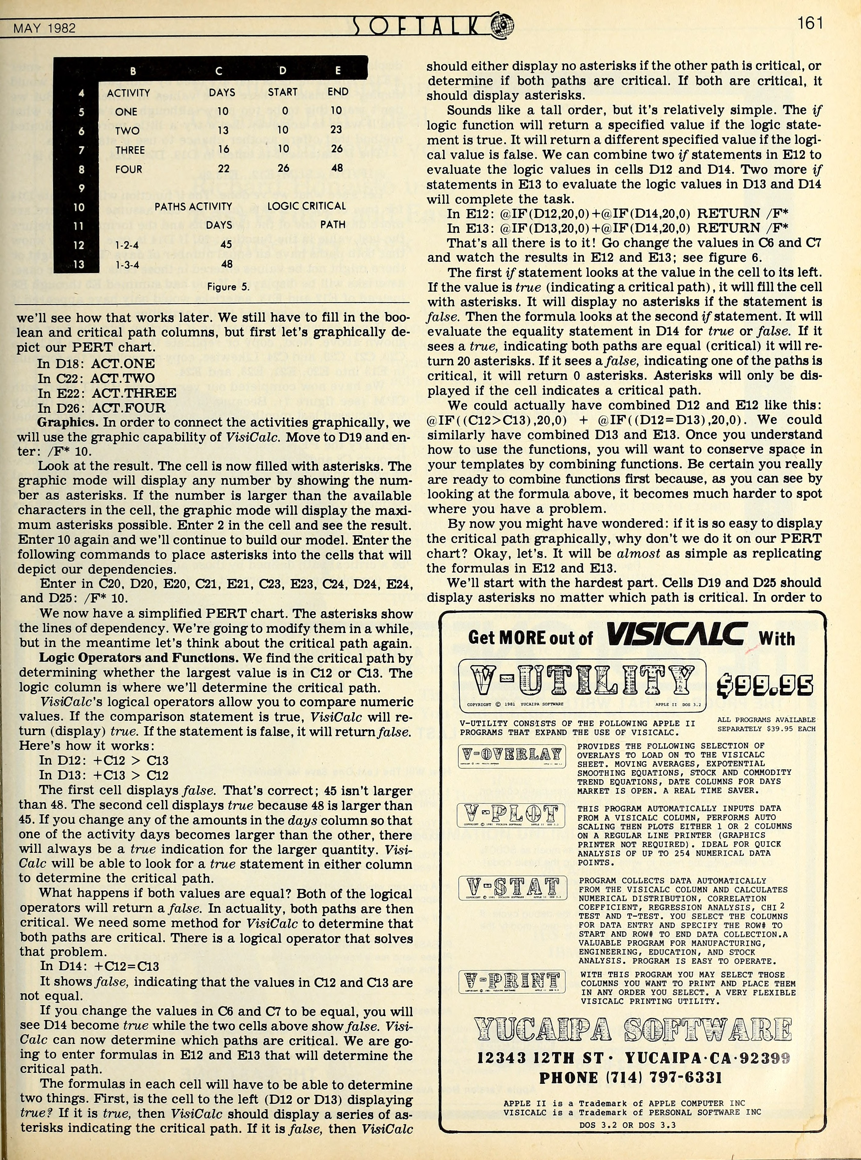 MAY 1982
SOFTALK
161
B C D E
4 ACTIVITY DAYS START END
5 ONE 10 0 10
6 TWO 13 10 23
7 THREE 16 10 26
8 FOUR 22 26 48
9
10 PATHS ACTIVITY LOGIC CRITICAL
11 DAYS PATH
12 1-2-4 45
13 1-3-4 48
Figure 5.
we'll see how that works later. We still have to fill in the boo-
lean and critical path columns, but first let's graphically de-
pict our PERT chart.
In D18: ACT.ONE
In C22: ACT.TWO
In E22: ACT.THREE
In D26: ACT.FOUR
Graphics. In order to connect the activities graphically, we
will use the graphic capability of VisiCalc. Move to D19 and en-
ter: /F* 10.
Look at the result. The cell is now filled with asterisks. The
graphic mode will display any number by showing the num-
ber as asterisks. If the number is larger than the available
characters in the cell, the graphic mode will display the maxi-
mum asterisks possible. Enter 2 in the cell and see the result.
Enter 10 again and we'll continue to build our model. Enter the
following commands to place asterisks into the cells that will
depict our dependencies.
Enter in C20, D20, E20, C21, E21, C23, E23, C24, D24, E24,
and D25: /F* 10.
We now have a simplified PERT chart. The asterisks show
the lines of dependency. We're going to modify them in a while,
but in the meantime let's think about the critical path again.
Logic Operators and Functions. We find the critical path by
determining whether the largest value is in C12 or C13. The
logic column is where we'll determine the critical path.
VisiCalc's logical operators allow you to compare numeric
values. If the comparison statement is true, VisiCalc will re-
turn (display) true. If the statement is false, it will return false.
Here's how it works:
In D12: +C12 > C13
In D13: +C13 > C12
The first cell displays false. That's correct; 45 isn't larger
than 48. The second cell displays true because 48 is larger than
45. If you change any of the amounts in the days column so that
one of the activity days becomes larger than the other, there
will always be a true indication for the larger quantity. Visi-
Calc will be able to look for a true statement in either column
to determine the critical path.
What happens if both values are equal? Both of the logical
operators will return a false. In actuality, both paths are then
critical. We need some method for VisiCalc to determine that
both paths are critical. There is a logical operator that solves
that problem.
In D14: +C12=C13
It shows false, indicating that the values in C12 and C13 are
not equal.
If you change the values in C6 and C7 to be equal, you will
see D14 become true while the two cells above show false. Visi-
Calc can now determine which paths are critical. We are go-
ing to enter formulas in E12 and E13 that will determine the
critical path.
The formulas in each cell will have to be able to determine
two things. First, is the cell to the left (D12 or D13) displaying
true? If it is true, then VisiCalc should display a series of as-
terisks indicating the critical path. If it is false, then VisiCalc
should either display no asterisks if the other path is critical, or
determine if both paths are critical. If both are critical, it
should display asterisks.
Sounds like a tall order, but it's relatively simple. The if
logic function will return a specified value if the logic state-
ment is true. It will return a different specified value if the logi-
cal value is false. We can combine two if statements in E12 to
evaluate the logic values in cells D12 and D14. Two more if
statements in E13 to evaluate the logic values in D13 and D14
will complete the task.
In E12: @IF(D12,20,0)+@IF(D14,20,0) RETURN /F*
In E13: @IF(D13,20,0)+@IF(D14,20,0) RETURN /F*
That's all there is to it! Go change the values in C6 and C7
and watch the results in E12 and E13; see figure 6.
The first if statement looks at the value in the cell to its left.
If the value is true (indicating a critical path), it will fill the cell
with asterisks. It will display no asterisks if the statement is
false. Then the formula looks at the second if statement. It will
evaluate the equality statement in D14 for true or false. If it
sees a true, indicating both paths are equal (critical) it will re-
turn 20 asterisks. If it sees a false, indicating one of the paths is
critical, it will return 0 asterisks. Asterisks will only be dis-
played if the cell indicates a critical path.
We could actually have combined D12 and E12 like this:
@IF((C12>C13),20,0) + @IF((D12=D13),20,0). We could
similarly have combined D13 and E13. Once you understand
how to use the functions, you will want to conserve space in
your templates by combining functions. Be certain you really
are ready to combine functions first because, as you can see by
looking at the formula above, it becomes much harder to spot
where you have a problem.
By now you might have wondered: if it is so easy to display
the critical path graphically, why don't we do it on our PERT
chart? Okay, let's. It will be almost as simple as replicating
the formulas in E12 and E13.
We'll start with the hardest part. Cells D19 and D25 should
display asterisks no matter which path is critical. In order to
Get MORE out of VISICALC With
V-UTILITY $99.95
COPYRIGHT © 1981 YUCAIPA SOFTWARE APPLE II DOS 3.2
V-UTILITY CONSISTS OF THE FOLLOWING APPLE II
PROGRAMS THAT EXPAND THE USE OF VISICALC.
ALL PROGRAMS AVAILABLE
SEPARATELY $39.95 EACH
V-OVERLAY
PROVIDES THE FOLLOWING SELECTION OF
OVERLAYS TO LOAD ON TO THE VISICALC
SHEET. MOVING AVERAGES, EXPOTENTIAL
SMOOTHING EQUATIONS, STOCK AND COMMODITY
TREND EQUATIONS, DATE COLUMNS FOR DAYS
MARKET IS OPEN. A REAL TIME SAVER.
V-PLOT
THIS PROGRAM AUTOMATICALLY INPUTS DATA
FROM A VISICALC COLUMN, PERFORMS AUTO
SCALING THEN PLOTS EITHER 1 OR 2 COLUMNS
ON A REGULAR LINE PRINTER (GRAPHICS
PRINTER NOT REQUIRED). IDEAL FOR QUICK
ANALYSIS OF UP TO 254 NUMERICAL DATA
POINTS.
V-STAT
PROGRAM COLLECTS DATA AUTOMATICALLY
FROM THE VISICALC COLUMN AND CALCULATES
NUMERICAL DISTRIBUTION, CORRELATION
COEFFICIENT, REGRESSION ANALYSIS, CHI 2
TEST AND T-TEST. YOU SELECT THE COLUMNS
FOR DATA ENTRY AND SPECIFY THE ROW# TO
START AND ROW# TO END DATA COLLECTION.A
VALUABLE PROGRAM FOR MANUFACTURING,
ENGINEERING, EDUCATION, AND STOCK
ANALYSIS. PROGRAM IS EASY TO OPERATE.
V-PRINT
WITH THIS PROGRAM YOU MAY SELECT THOSE
COLUMNS YOU WANT TO PRINT AND PLACE THEM
IN ANY ORDER YOU SELECT. A VERY FLEXIBLE
VISICALC PRINTING UTILITY.
YUCAIPA SOFTWARE
12343 12TH ST· YUCAIPA·CA·92399
PHONE (714) 797-6331
APPLE II is a Trademark of APPLE COMPUTER INC
VISICALC is a Trademark of PERSONAL SOFTWARE INC
DOS 3.2 OR DOS 3.3